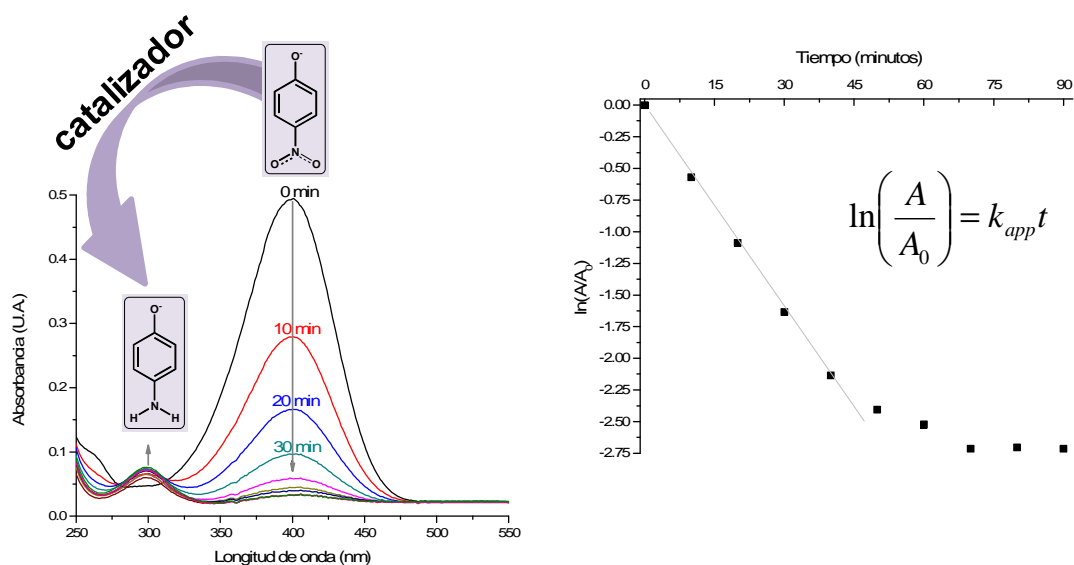 catalizador
O⁻
N
O
O
0 min
10 min
20 min
30 min
O⁻
N
H
H
Absorbancia (U.A.)
0.5
0.4
0.3
0.2
0.1
0.0
250 300 350 400 450 500 550
Longitud de onda (nm)
Tiempo (minutos)
0 15 30 45 60 75 90
0.00
-0.25
-0.50
-0.75
-1.00
-1.25
-1.50
-1.75
-2.00
-2.25
-2.50
-2.75
ln(A/A₀)
ln(A/A₀) = k_app t